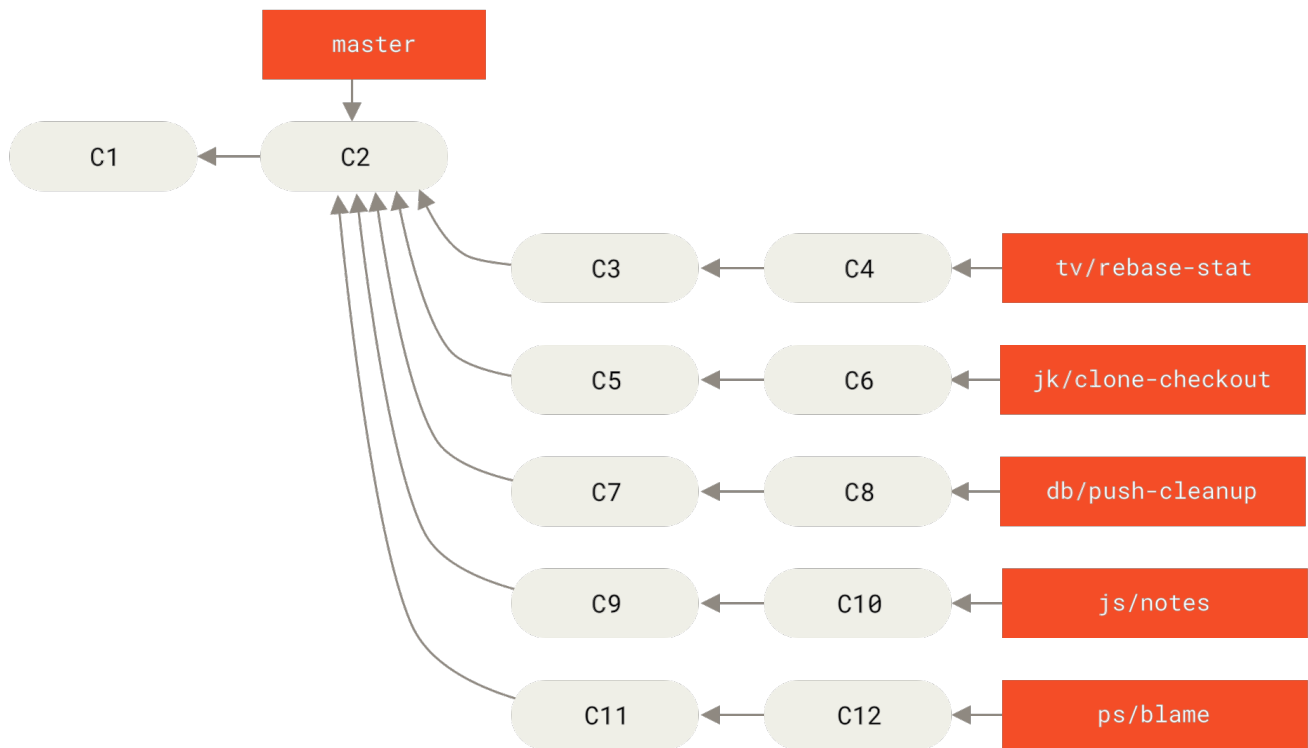 master
C1
C2
C3
C4
tv/rebase-stat
C5
C6
jk/clone-checkout
C7
C8
db/push-cleanup
C9
C10
js/notes
C11
C12
ps/blame